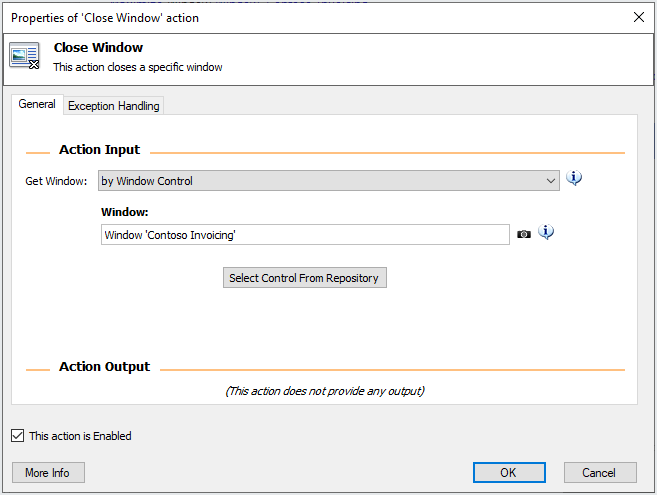 Properties of 'Close Window' action
Close Window
This action closes a specific window
General
Exception Handling
Action Input
Get Window:
by Window Control
Window:
Window 'Contoso Invoicing'
Select Control From Repository
Action Output
(This action does not provide any output)
This action is Enabled
More Info
OK
Cancel